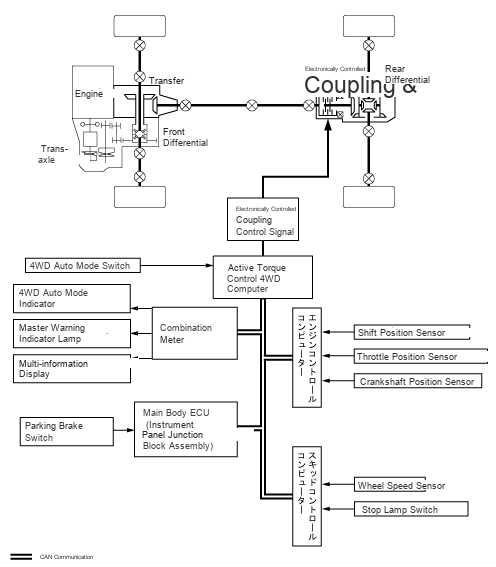 Electronically Controlled
Coupling &
Rear
Differential
Transfer
Engine
Front
Differential
Trans-
axle
Electronically Controlled
Coupling
Control Signal
4WD Auto Mode Switch
Active Torque
Control 4WD
Computer
4WD Auto Mode
Indicator
Master Warning
Indicator Lamp
Multi-information
Display
Combination
Meter
エンジンコントロール
コンピューター
Shift Position Sensor
Throttle Position Sensor
Crankshaft Position Sensor
Parking Brake
Switch
Main Body ECU
(Instrument
Panel Junction
Block Assembly)
スキッドコントロール
コンピューター
Wheel Speed Sensor
Stop Lamp Switch
CAN Communication